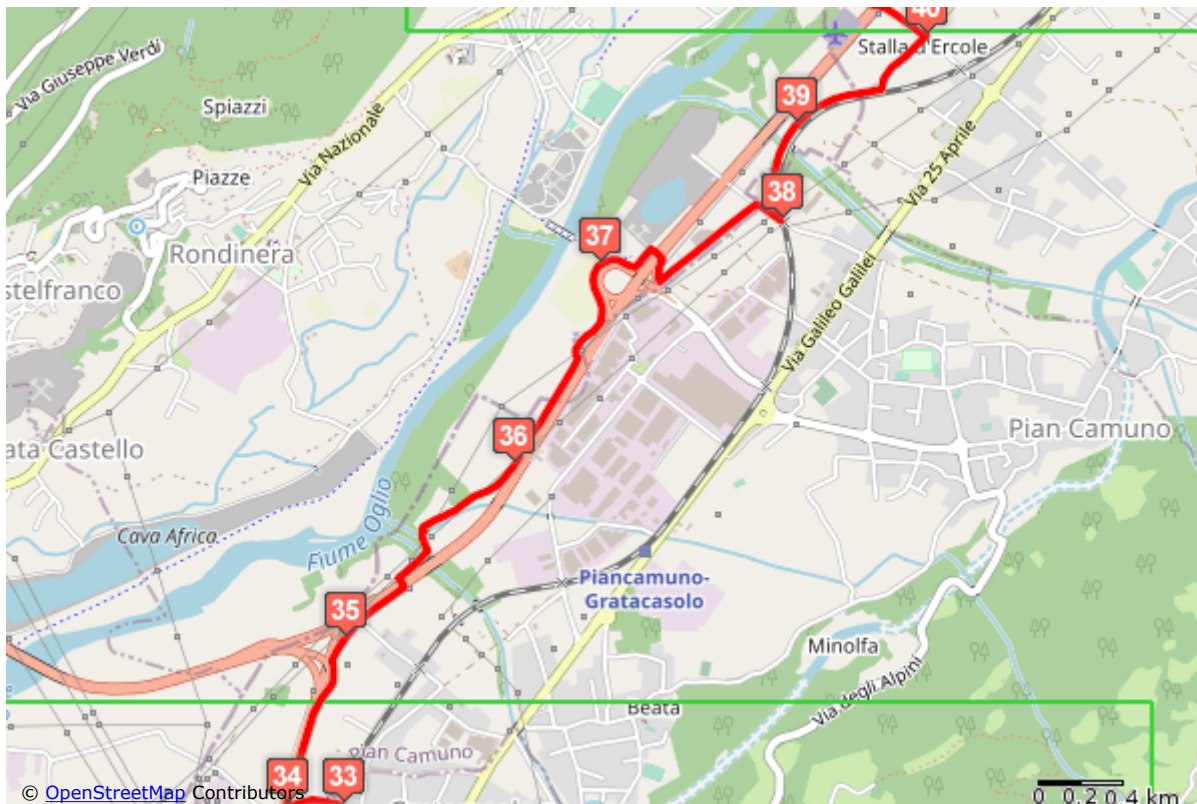 40
Stalla d'Ercole
Via Giuseppe Verdi
39
Spiazzi
Via Nazionale
Via 25 Aprile
Piazze
38
37
Rondinera
Via Galileo Galilei
stelfranco
36
Pian Camuno
ata Castello
Fiume Oglio
Cava Africa
Piancamuno-
Gratacasolo
35
Minolfa
Via degli Alpini
Beata
Pian Camuno
34
33
© OpenStreetMap Contributors
0 0.2 0.4 km